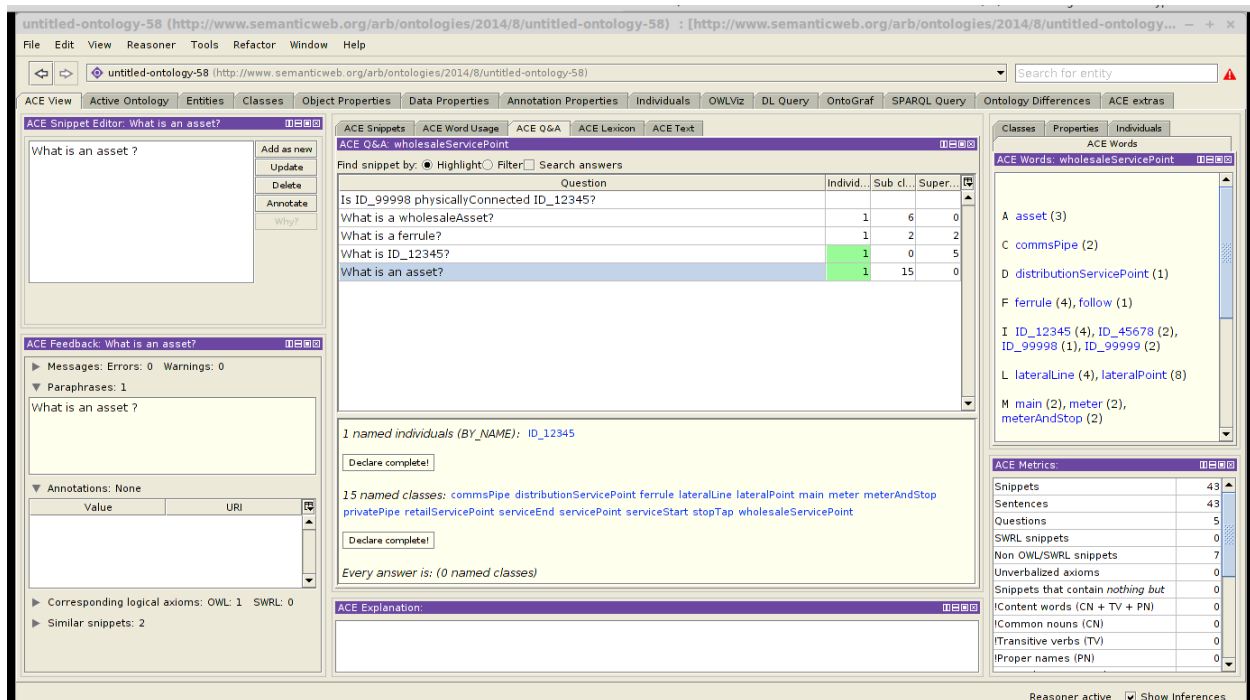 untitled-ontology-58 (http://www.semanticweb.org/arb/ontologies/2014/8/untitled-ontology-58) : [http://www.semanticweb.org/arb/ontologies/2014/8/untitled-ontology...
File Edit View Reasoner Tools Refactor Window Help
untitled-ontology-58 (http://www.semanticweb.org/arb/ontologies/2014/8/untitled-ontology-58)
Search for entity
ACE View Active Ontology Entities Classes Object Properties Data Properties Annotation Properties Individuals OWLViz DL Query OntoGraf SPARQL Query Ontology Differences ACE extras
ACE Snippet Editor: What is an asset?
What is an asset ?
Add as new
Update
Delete
Annotate
Why?
ACE Feedback: What is an asset?
Messages: Errors: 0 Warnings: 0
Paraphrases: 1
What is an asset ?
Annotations: None
Value URI
Corresponding logical axioms: OWL: 1 SWRL: 0
Similar snippets: 2
ACE Snippets ACE Word Usage ACE Q&A ACE Lexicon ACE Text
ACE Q&A: wholesaleServicePoint
Find snippet by: Highlight Filter Search answers
Question Individ... Sub cl... Super...
Is ID_99998 physicallyConnected ID_12345?
What is a wholesaleAsset? 1 6 0
What is a ferrule? 1 2 2
What is ID_12345? 1 0 5
What is an asset? 1 15 0
1 named individuals (BY_NAME): ID_12345
Declare complete!
15 named classes: commsPipe distributionServicePoint ferrule lateralLine lateralPoint main meter meterAndStop
privatePipe retailServicePoint serviceEnd servicePoint serviceStart stopTap wholesaleServicePoint
Declare complete!
Every answer is: (0 named classes)
ACE Explanation:
Classes Properties Individuals
ACE Words
ACE Words: wholesaleServicePoint
A asset (3)
C commsPipe (2)
D distributionServicePoint (1)
F ferrule (4), follow (1)
I ID_12345 (4), ID_45678 (2),
ID_99998 (1), ID_99999 (2)
L lateralLine (4), lateralPoint (8)
M main (2), meter (2),
meterAndStop (2)
ACE Metrics:
Snippets 43
Sentences 43
Questions 5
SWRL snippets 0
Non OWL/SWRL snippets 7
Unverbalized axioms 0
Snippets that contain nothing but 0
!Content words (CN + TV + PN) 0
!Common nouns (CN) 0
!Transitive verbs (TV) 0
!Proper names (PN) 0
Reasoner active Show Inferences